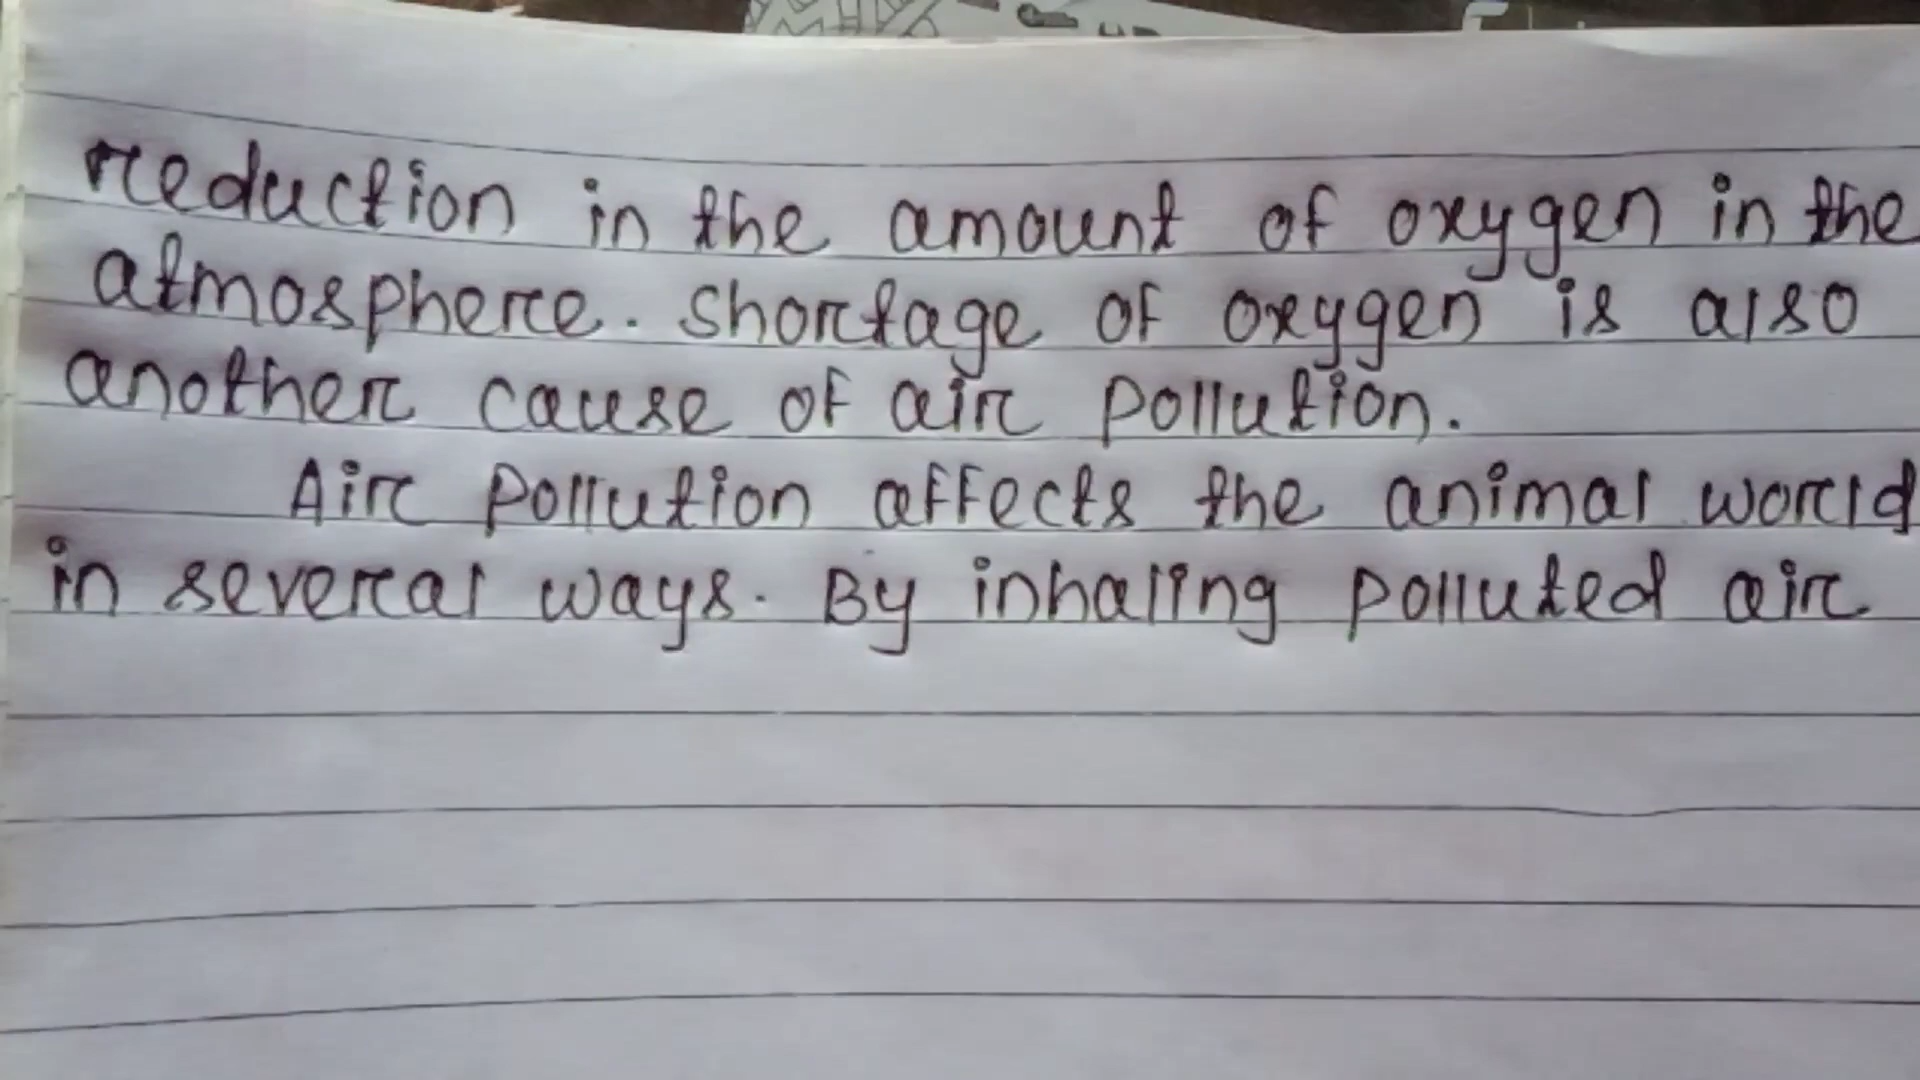 reduction in the amount of oxygen in the
atmosphere. Shortage of oxygen is also
another cause of air pollution.
Air pollution affects the animal world
in several ways. By inhaling polluted air